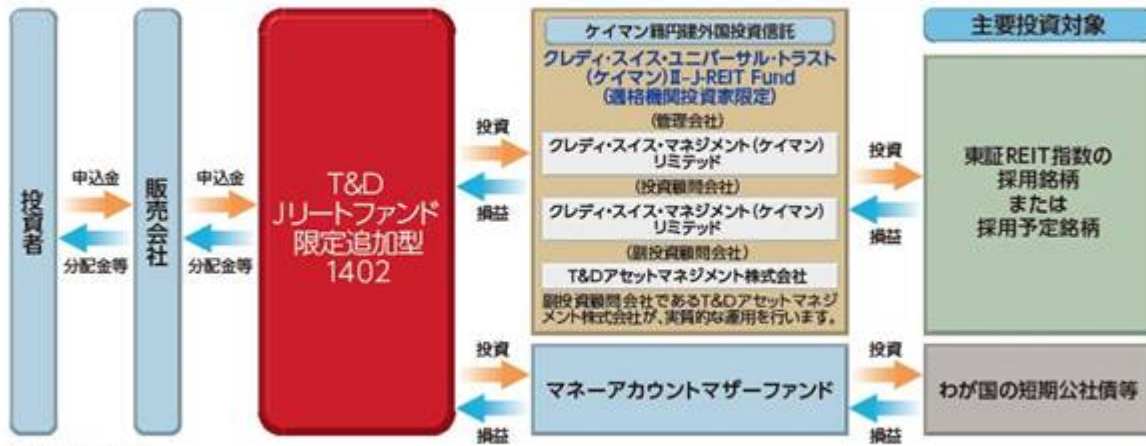 投資者
申込金
分配金等
販売会社
申込金
分配金等
T&D
Jリートファンド
限定追加型
1402
投資
損益
ケイマン籍円建外国投資信託
クレディ・スイス・ユニバーサル・トラスト
(ケイマン)Ⅱ-J-REIT Fund
(適格機関投資家限定)
(管理会社)
クレディ・スイス・マネジメント(ケイマン)
リミテッド
(投資顧問会社)
クレディ・スイス・マネジメント(ケイマン)
リミテッド
(副投資顧問会社)
T&Dアセットマネジメント株式会社
副投資顧問会社であるT&Dアセットマネジ
メント株式会社が、実質的な運用を行います。
投資
損益
主要投資対象
東証REIT指数の
採用銘柄
または
採用予定銘柄
投資
損益
マネーアカウントマザーファンド
投資
損益
わが国の短期公社債等